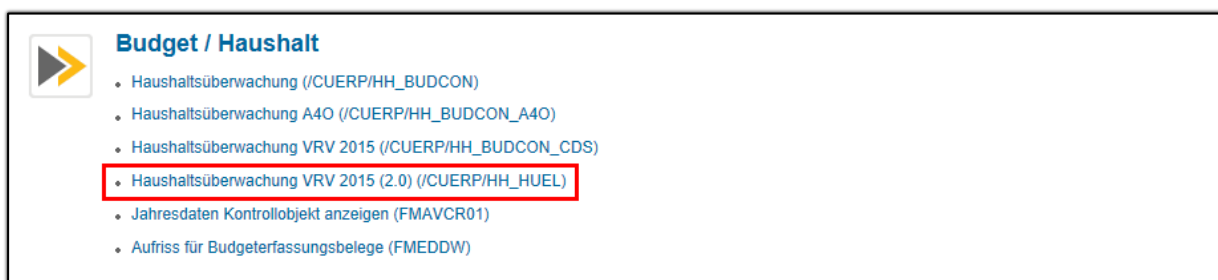 Budget / Haushalt
Haushaltsüberwachung (/CUERP/HH_BUDCON)
Haushaltsüberwachung A4O (/CUERP/HH_BUDCON_A4O)
Haushaltsüberwachung VRV 2015 (/CUERP/HH_BUDCON_CDS)
Haushaltsüberwachung VRV 2015 (2.0) (/CUERP/HH_HUEL)
Jahresdaten Kontrollobjekt anzeigen (FMAVCR01)
Aufriss für Budgeterfassungsbelege (FMEDDW)